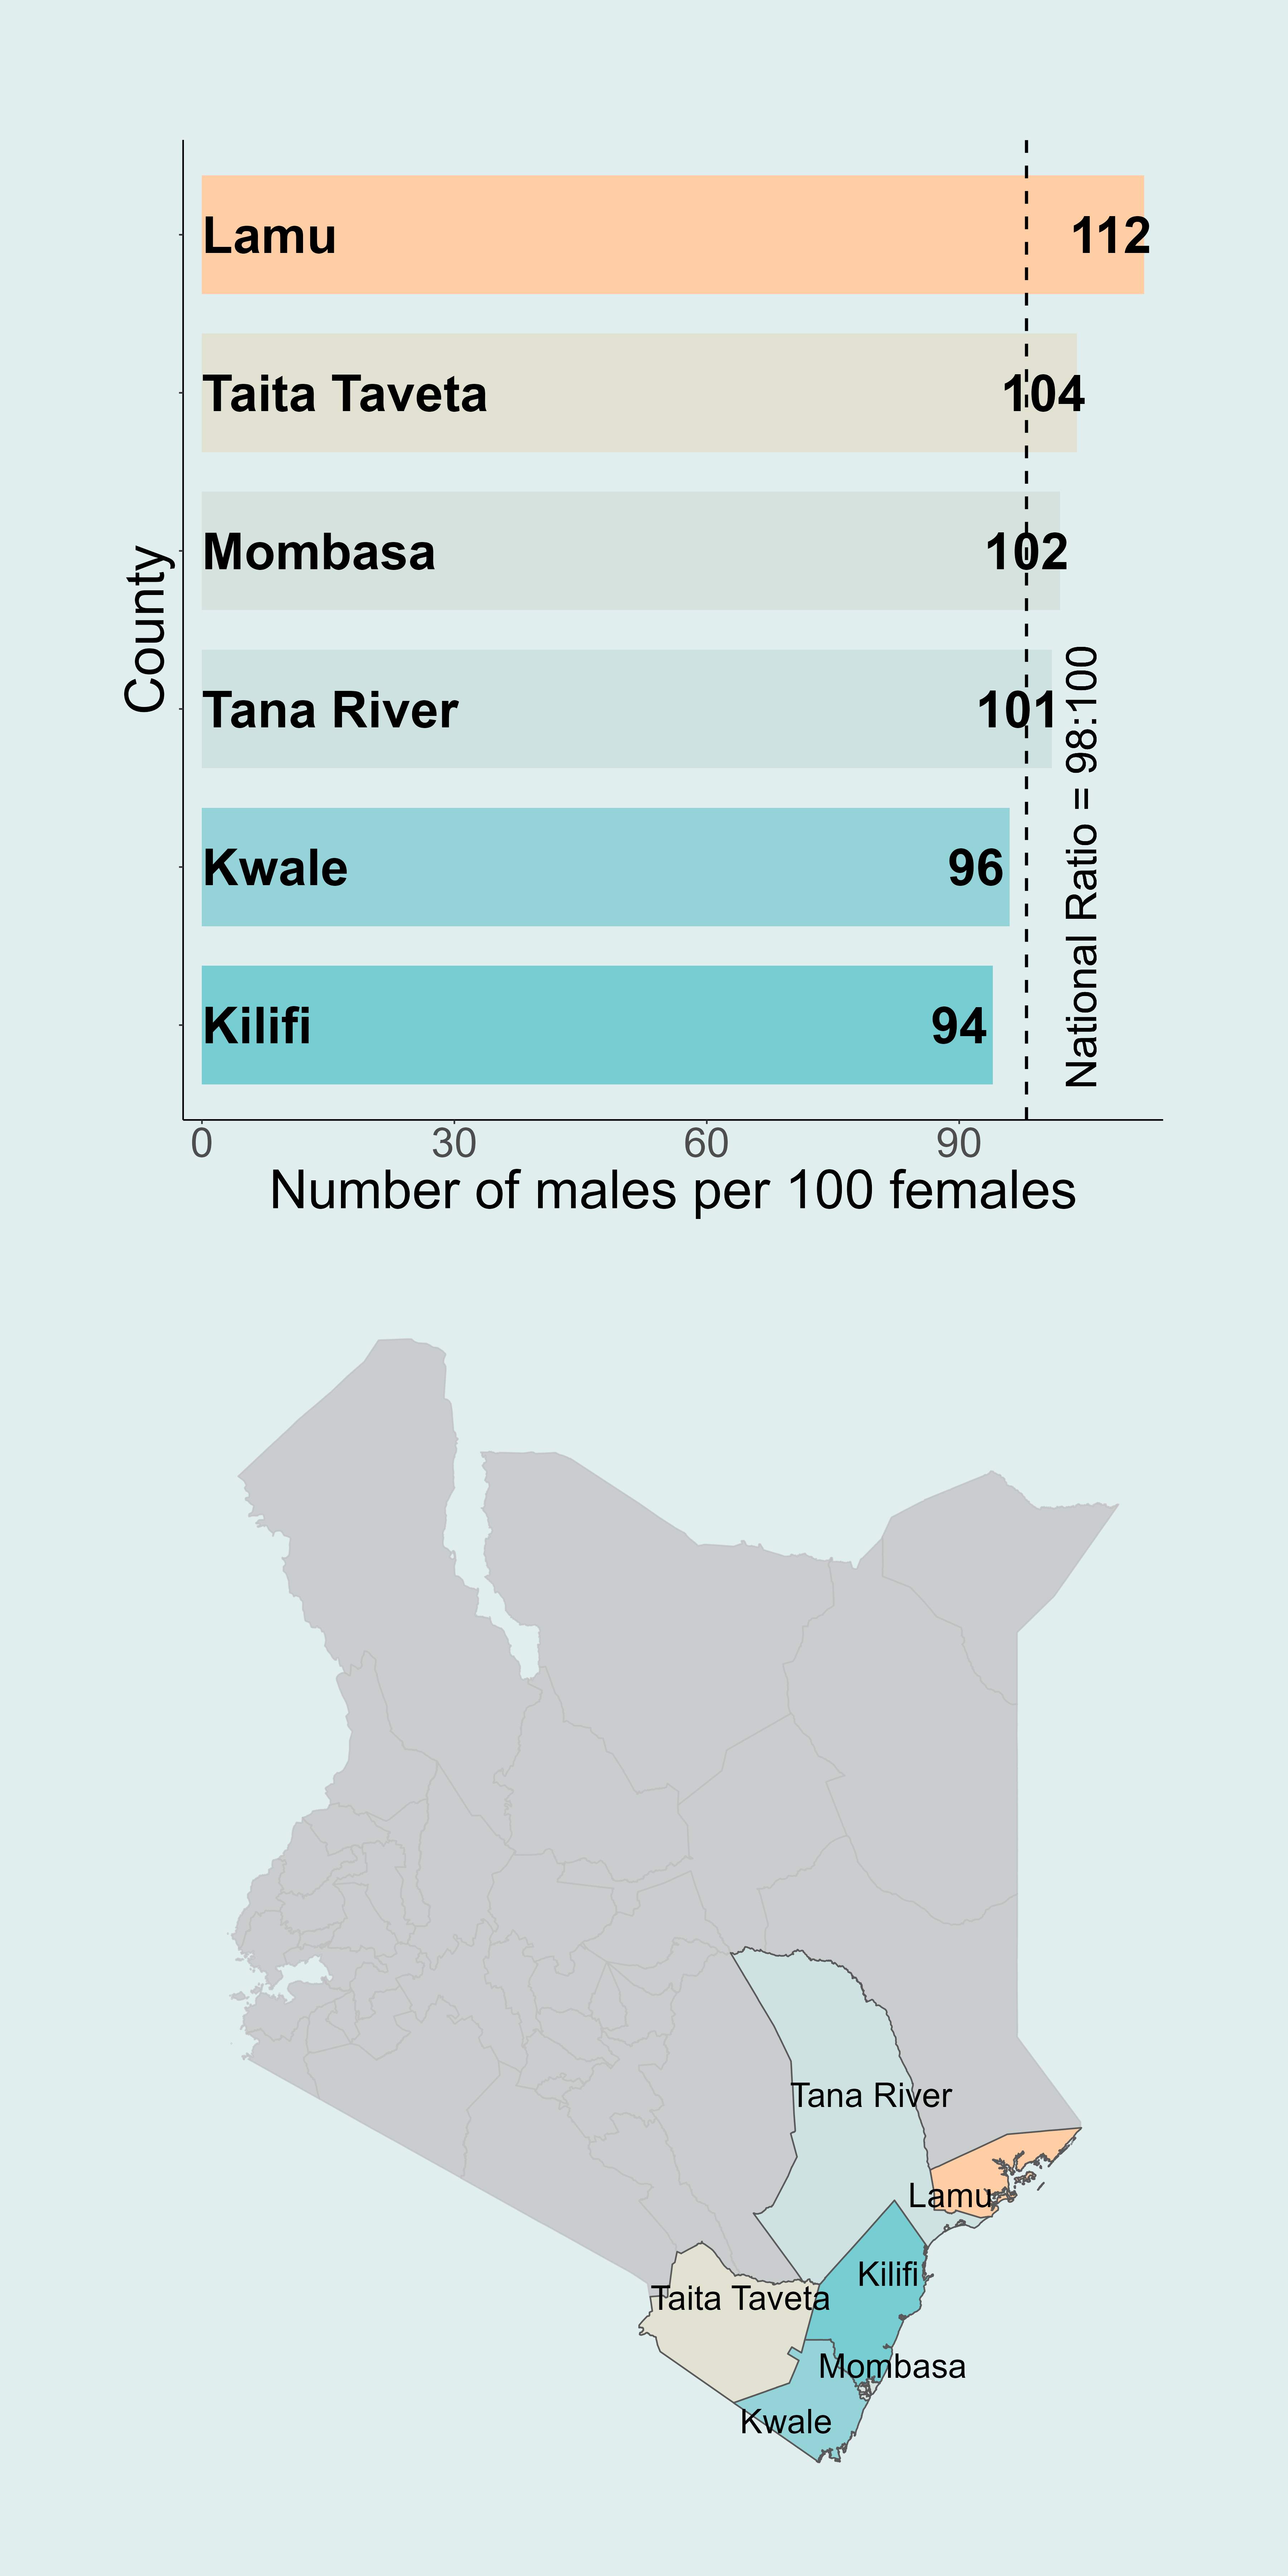 Lamu 112
Taita Taveta 104
Mombasa 102
Tana River 101
Kwale 96
Kilifi 94
County
National Ratio = 98:100
0 30 60 90
Number of males per 100 females
Tana River
Lamu
Kilifi
Taita Taveta
Mombasa
Kwale